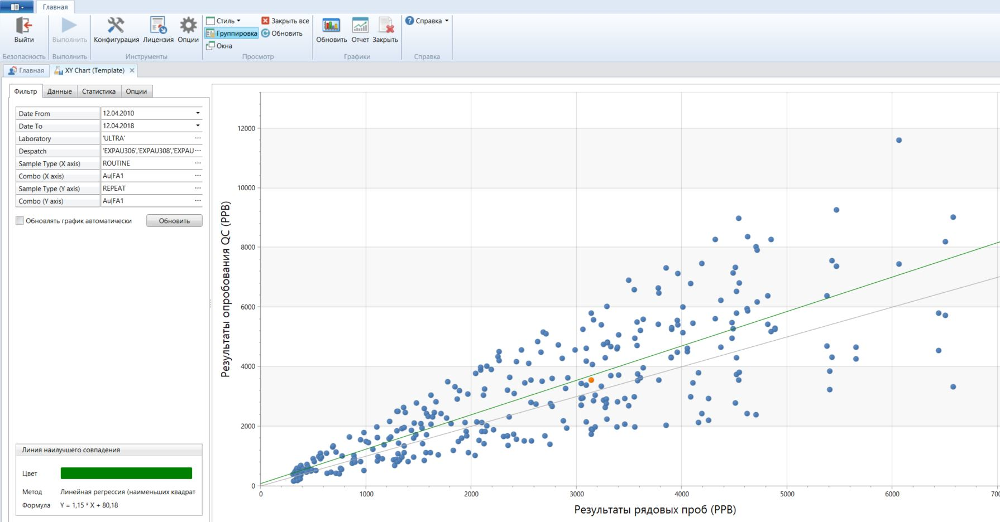 Главная
Выйти
Безопасность
Выполнить
Выполнить
Конфигурация
Лицензия
Опции
Инструменты
Стиль
Группировка
Окна
Закрыть все
Обновить
Просмотр
Обновить
Отчет
Закрыть
Графики
Справка
Справка
Главная
XY Chart (Template)
Фильтр
Данные
Статистика
Опции
Date From 12.04.2010
Date To 12.04.2018
Laboratory 'ULTRA' ...
Despatch 'EXPAU306','EXPAU308','EXPAU ...
Sample Type (X axis) ROUTINE ...
Combo (X axis) Au|FA1 ...
Sample Type (Y axis) REPEAT ...
Combo (Y axis) Au|FA1 ...
Обновлять график автоматически
Обновить
Линия наилучшего совпадения
Цвет
Метод Линейная регрессия (наименьших квадрат
Формула Y = 1,15 * X + 80,18
Результаты опробования QC (PPB)
12000
10000
8000
6000
4000
2000
0
0 1000 2000 3000 4000 5000 6000 700
Результаты рядовых проб (PPB)